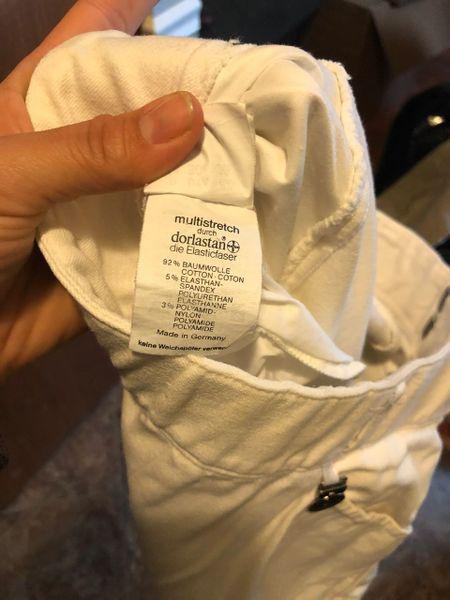 multistretch
durch
dorlastan®
die Elasticfaser
92% BAUMWOLLE
COTTON-COTON
5% ELASTHAN-
SPANDEX
POLYURETHAN
ELASTHANNE
3% POLYAMID-
NYLON
POLYAMIDE
POLYAMIDE
Made in Germany
keine Weichspüler verwe